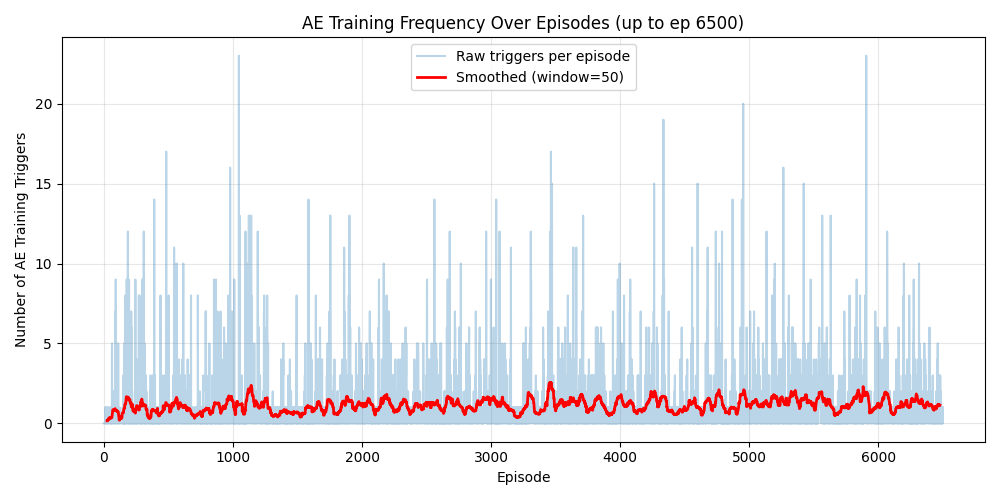 AE Training Frequency Over Episodes (up to ep 6500)
Raw triggers per episode
Smoothed (window=50)
Number of AE Training Triggers
20
15
10
5
0
0 1000 2000 3000 4000 5000 6000
Episode